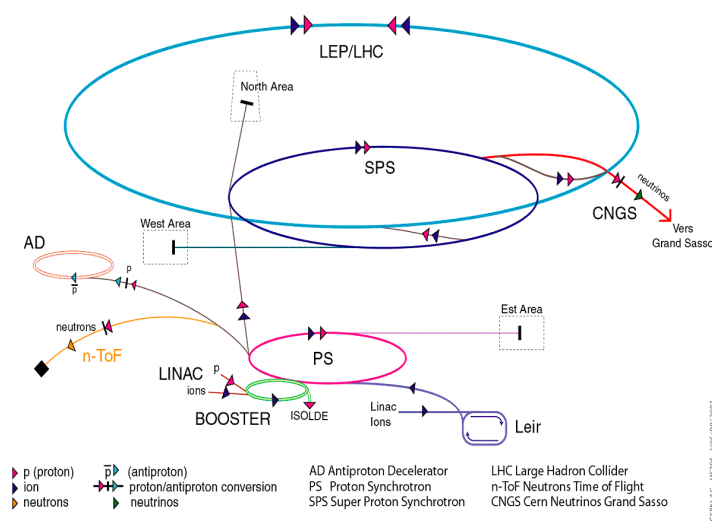 LEP/LHC
North Area
SPS
neutrinos
CNGS
Vers
Grand Sasso
West Area
AD
p̅
p
neutrons
n-ToF
Est Area
PS
LINAC
p
ions
BOOSTER
ISOLDE
Linac
Ions
Leir
p (proton)
ion
neutrons
p̅ (antiproton)
proton/antiproton conversion
neutrinos
AD Antiproton Decelerator
PS Proton Synchrotron
SPS Super Proton Synchrotron
LHC Large Hadron Collider
n-ToF Neutrons Time of Flight
CNGS Cern Neutrinos Grand Sasso